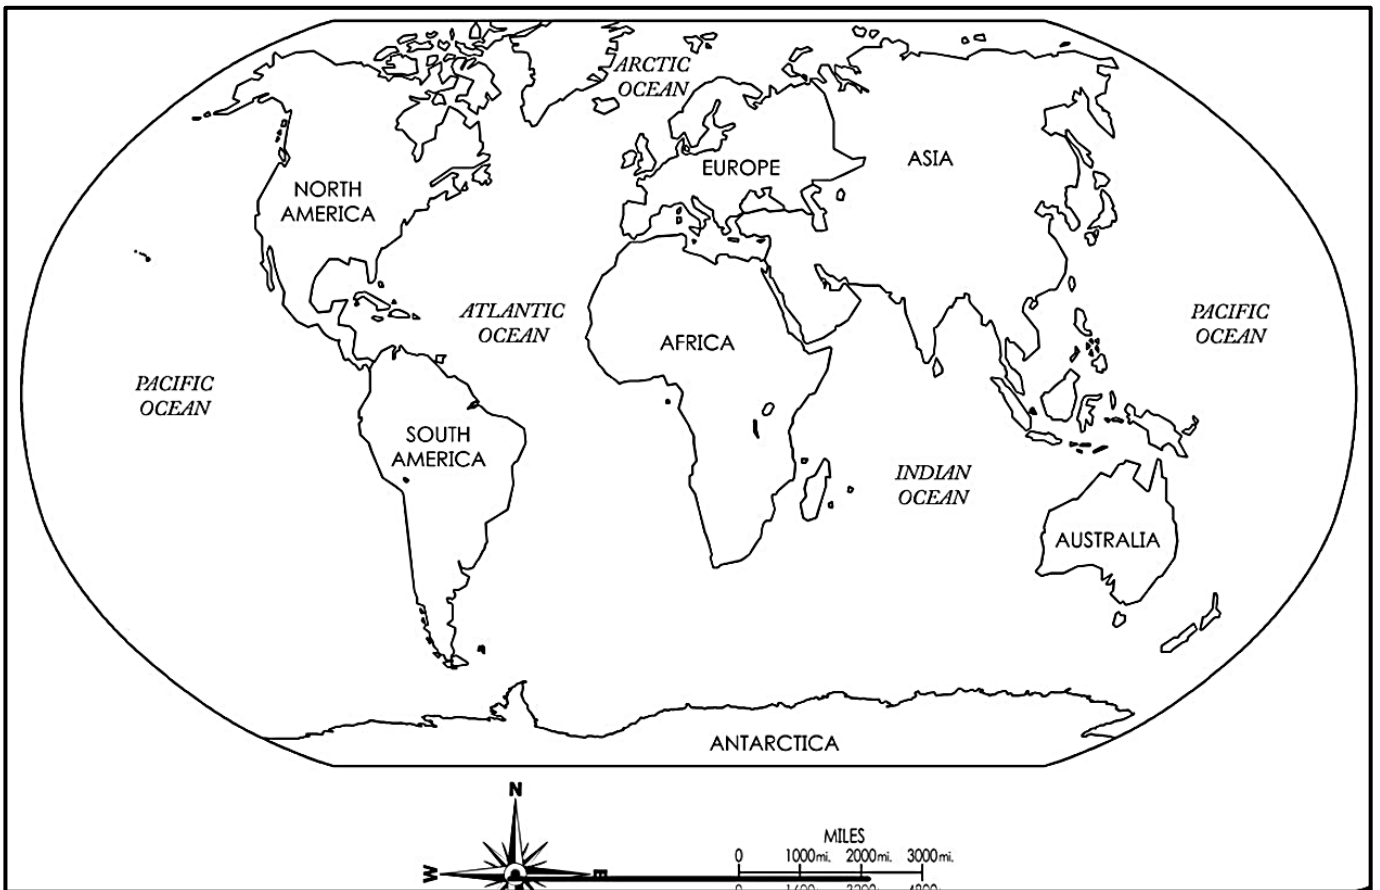 ARCTIC
OCEAN
EUROPE
ASIA
NORTH
AMERICA
ATLANTIC
OCEAN
PACIFIC
OCEAN
AFRICA
PACIFIC
OCEAN
SOUTH
AMERICA
INDIAN
OCEAN
AUSTRALIA
ANTARCTICA
N
W
E
MILES
0 1000mi. 2000mi. 3000mi.